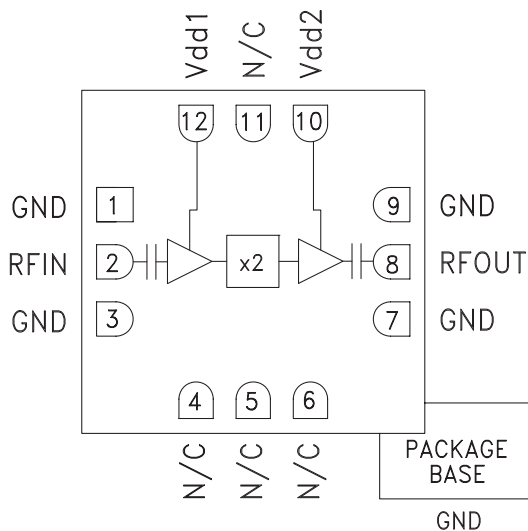 Vdd1
N/C
Vdd2
12
11
10
GND
1
9
GND
RFIN
2
x2
8
RFOUT
GND
3
7
GND
4
5
6
N/C
N/C
N/C
PACKAGE
BASE
GND